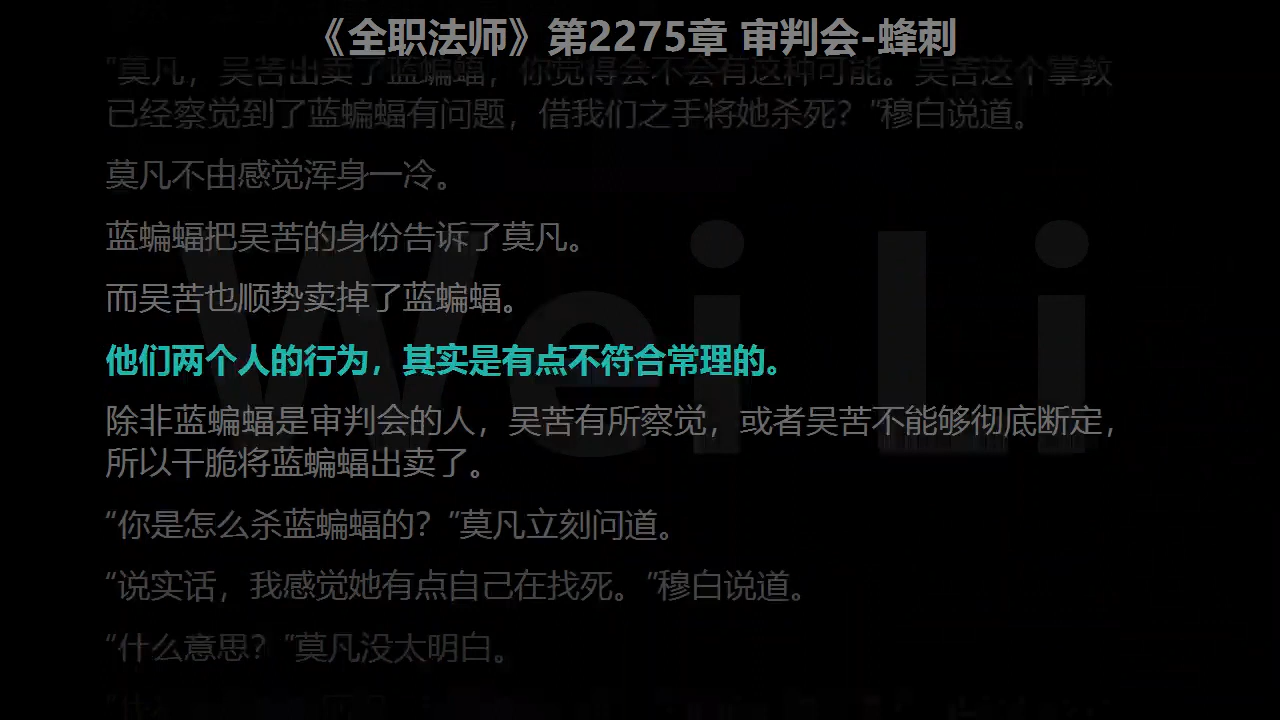 《全职法师》第2275章 审判会-蜂刺
“莫凡，吴苦出卖了蓝蝙蝠，你觉得会不会有这种可能。吴苦这个掌教
已经察觉到了蓝蝙蝠有问题，借我们之手将她杀死？”穆白说道。
莫凡不由感觉浑身一冷。
蓝蝙蝠把吴苦的身份告诉了莫凡。
而吴苦也顺势卖掉了蓝蝙蝠。
他们两个人的行为，其实是有点不符合常理的。
除非蓝蝙蝠是审判会的人，吴苦有所察觉，或者吴苦不能够彻底断定，
所以干脆将蓝蝙蝠出卖了。
“你是怎么杀蓝蝙蝠的？”莫凡立刻问道。
“说实话，我感觉她有点自己在找死。”穆白说道。
“什么意思？”莫凡没太明白。
Wei Li